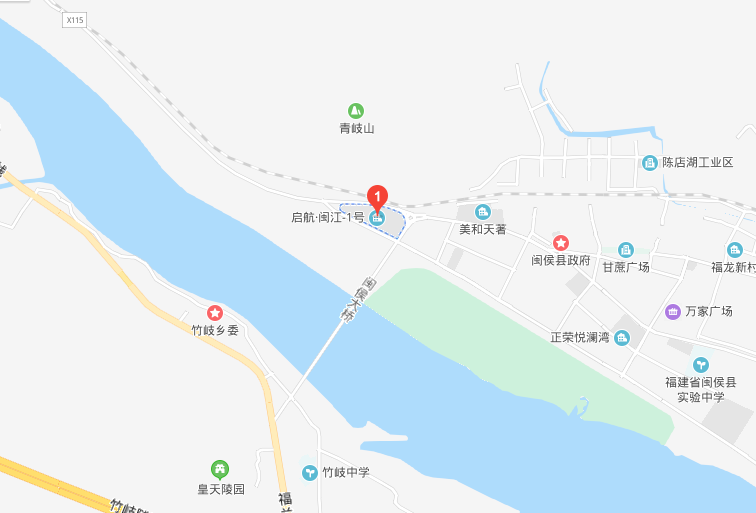 X115
青岐山
陈店湖工业区
1
启航·闽江-1号
美和天著
闽侯县政府
甘蔗广场
福龙新村
闽侯大桥
万家广场
竹岐乡委
正荣悦澜湾
福建省闽侯县
实验中学
竹岐中学
皇天陵园
福
竹岐